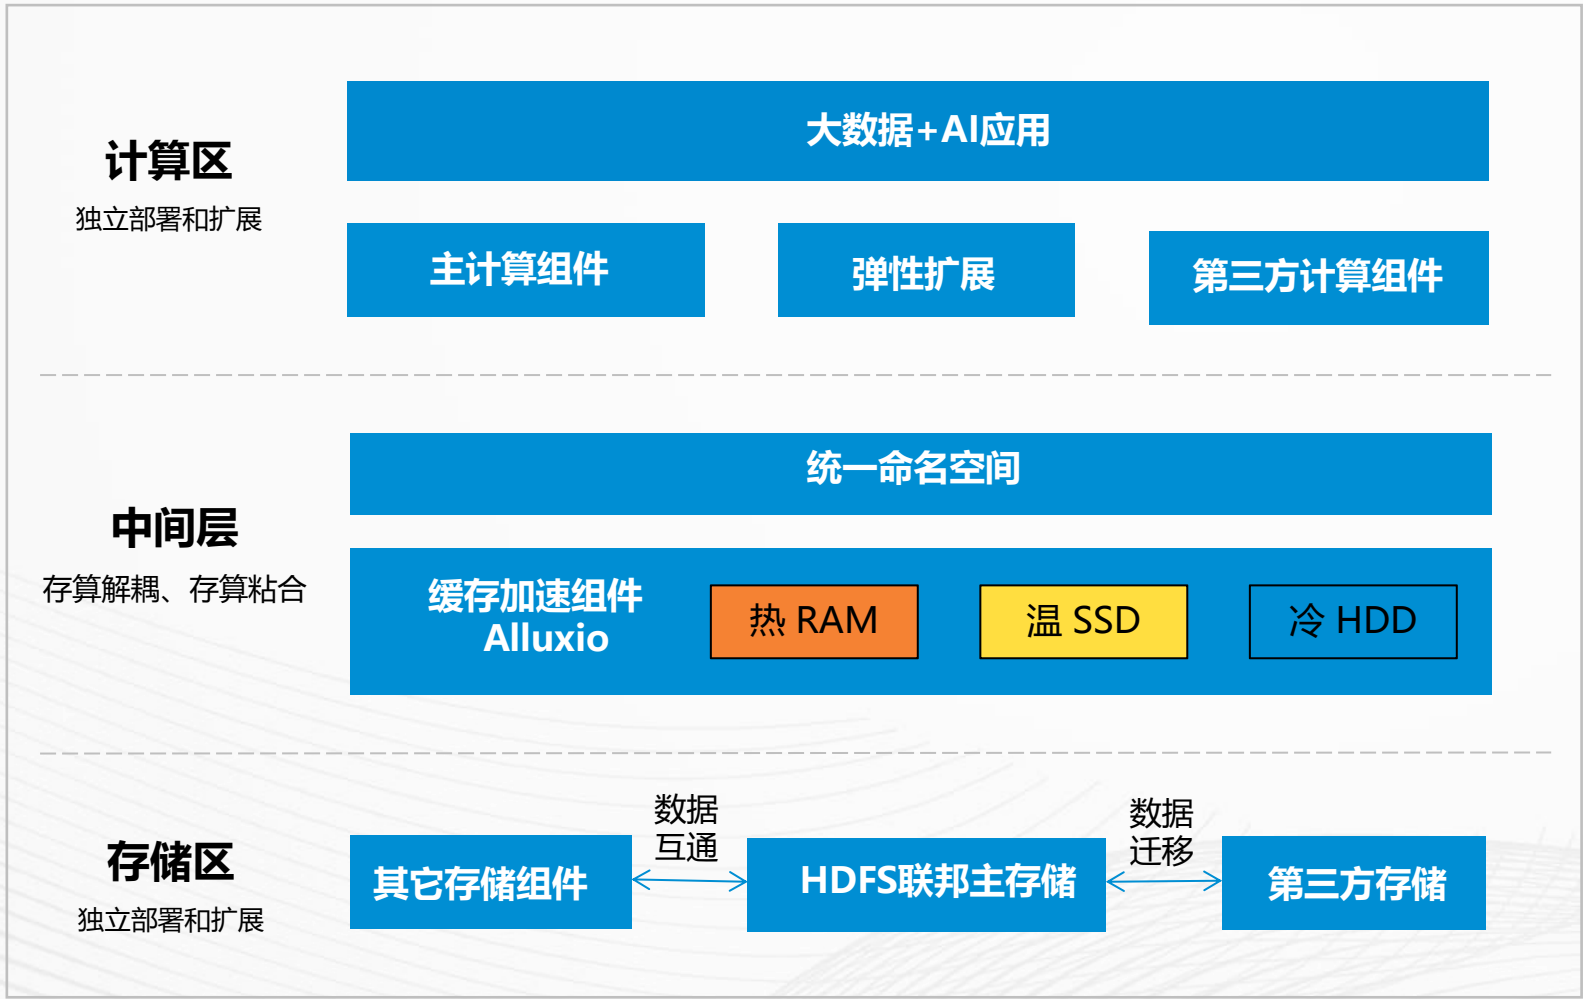 大数据+AI应用
计算区
独立部署和扩展
主计算组件
弹性扩展
第三方计算组件
统一命名空间
中间层
存算解耦、存算粘合
缓存加速组件
Alluxio
热 RAM
温 SSD
冷 HDD
存储区
独立部署和扩展
其它存储组件
数据
互通
HDFS联邦主存储
数据
迁移
第三方存储